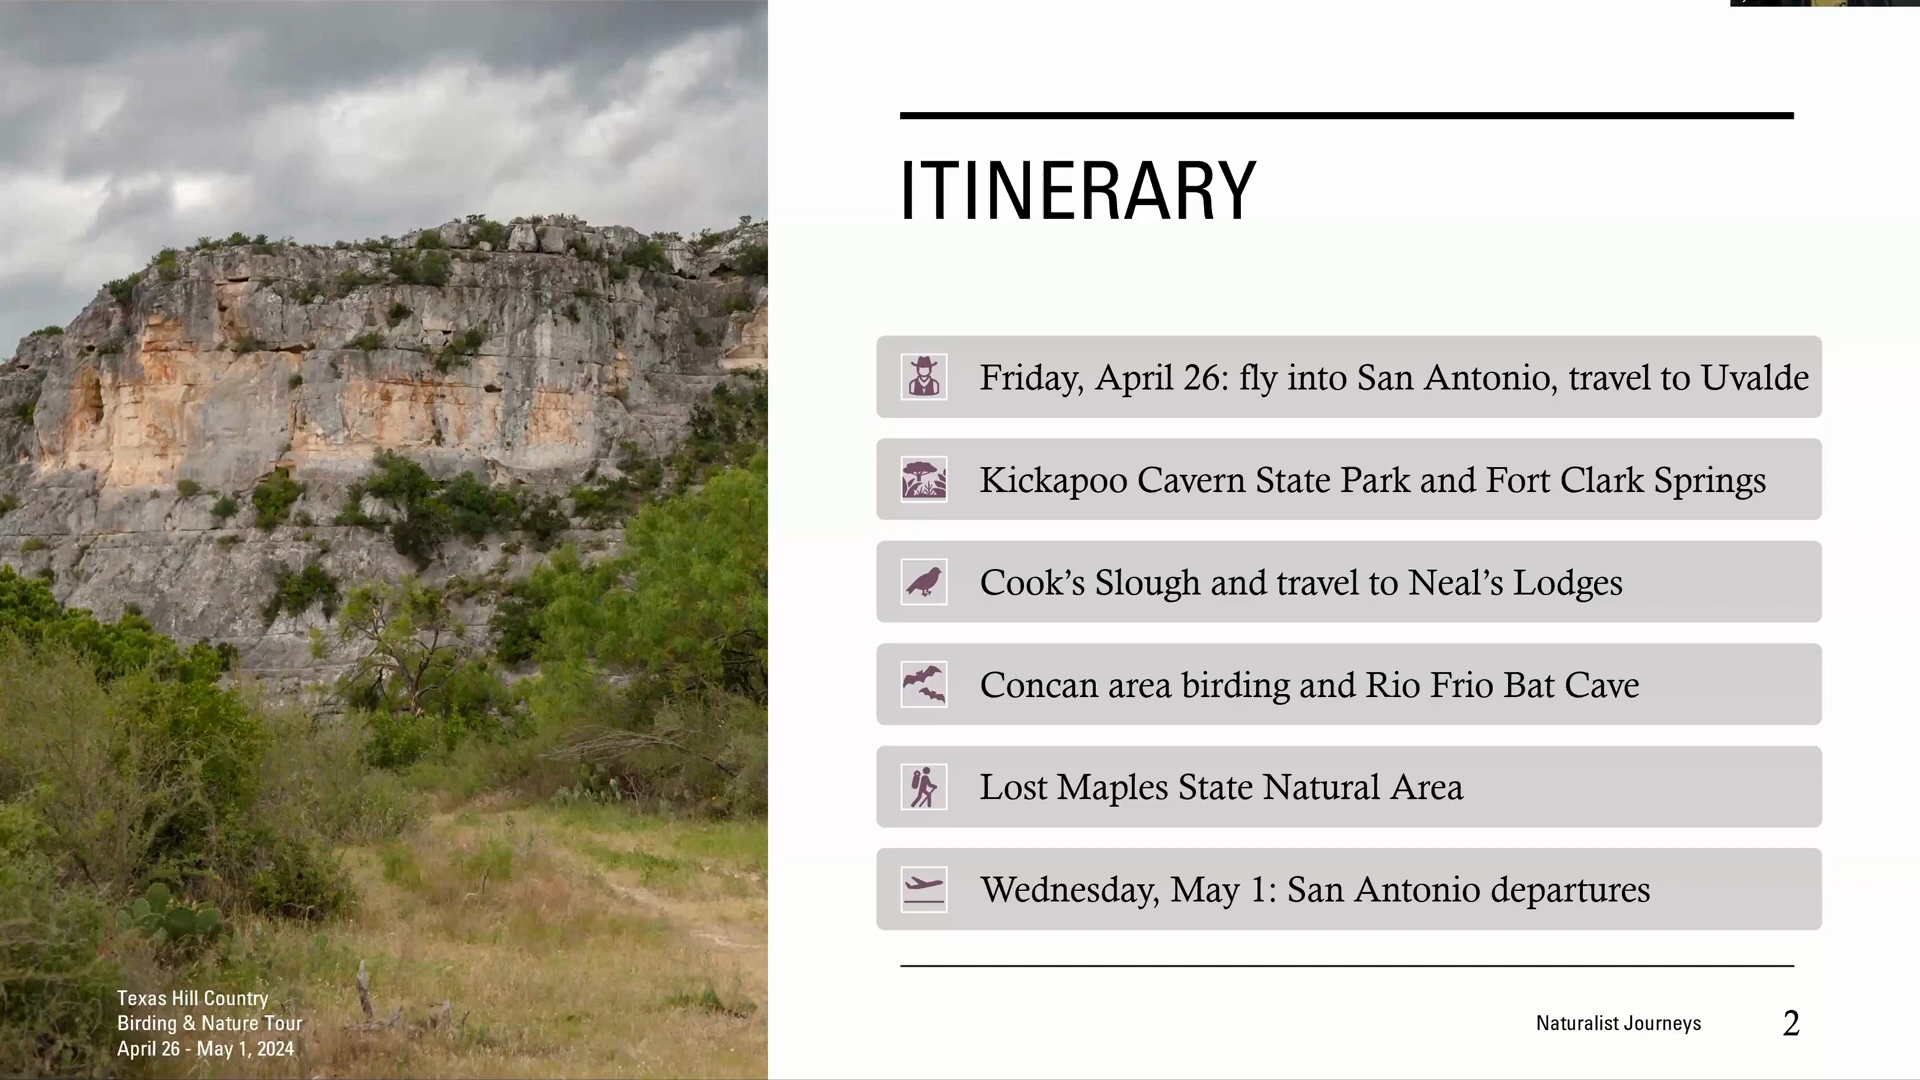 ITINERARY
Friday, April 26: fly into San Antonio, travel to Uvalde
Kickapoo Cavern State Park and Fort Clark Springs
Cook’s Slough and travel to Neal’s Lodges
Concan area birding and Rio Frio Bat Cave
Lost Maples State Natural Area
Wednesday, May 1: San Antonio departures
Texas Hill Country
Birding & Nature Tour
April 26 - May 1, 2024
Naturalist Journeys
2